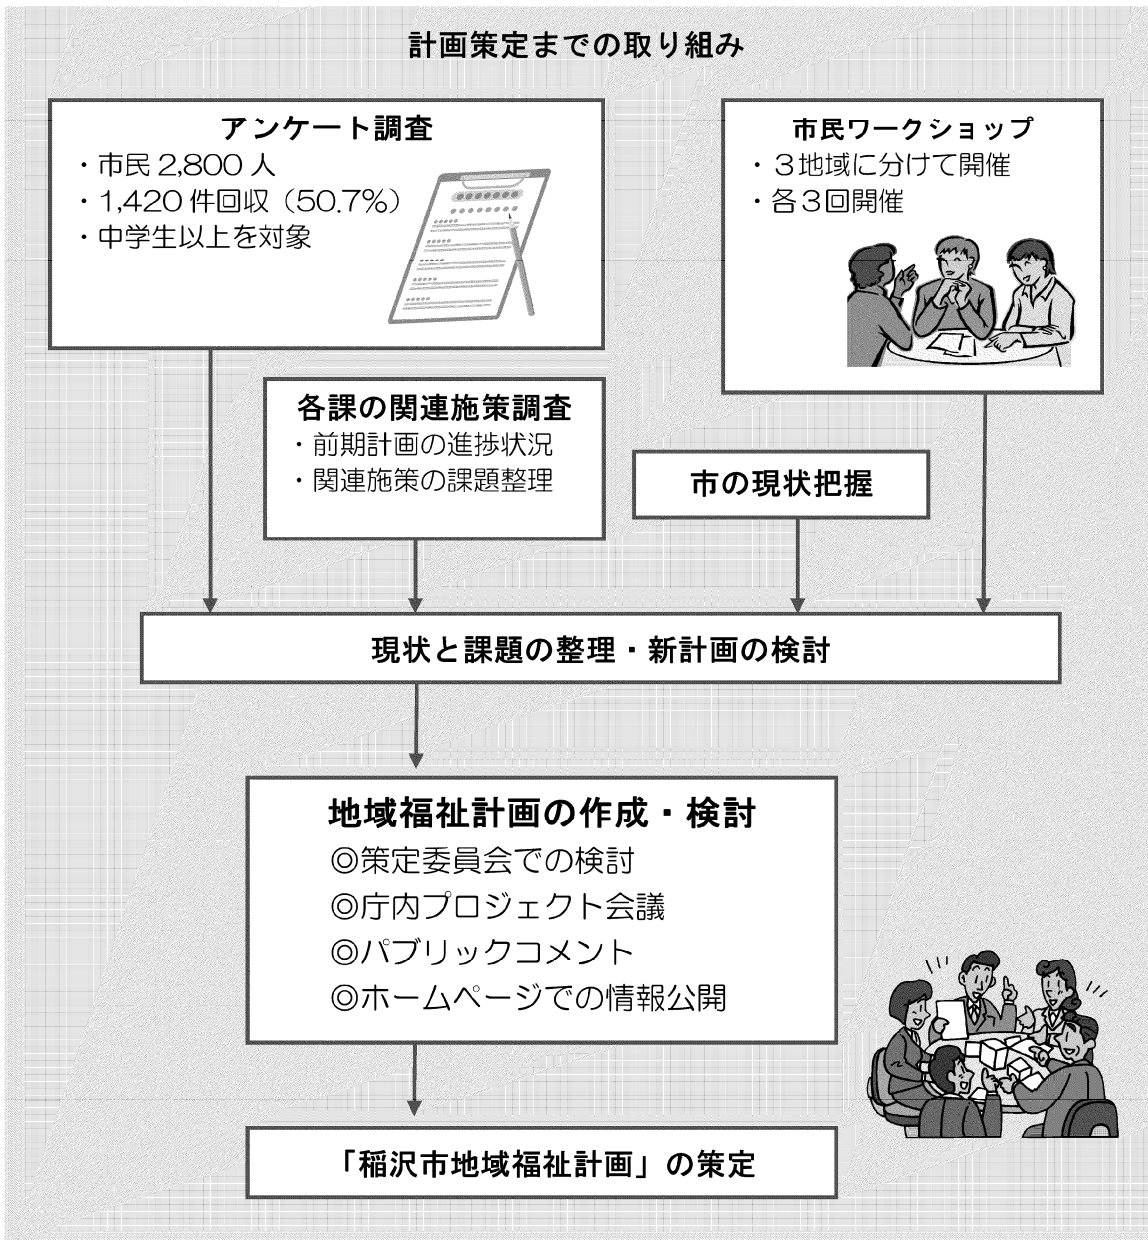 計画策定までの取り組み
アンケート調査
・市民2,800人
・1,420件回収（50.7%）
・中学生以上を対象
市民ワークショップ
・３地域に分けて開催
・各３回開催
各課の関連施策調査
・前期計画の進捗状況
・関連施策の課題整理
市の現状把握
現状と課題の整理・新計画の検討
地域福祉計画の作成・検討
◎策定委員会での検討
◎庁内プロジェクト会議
◎パブリックコメント
◎ホームページでの情報公開
「稲沢市地域福祉計画」の策定